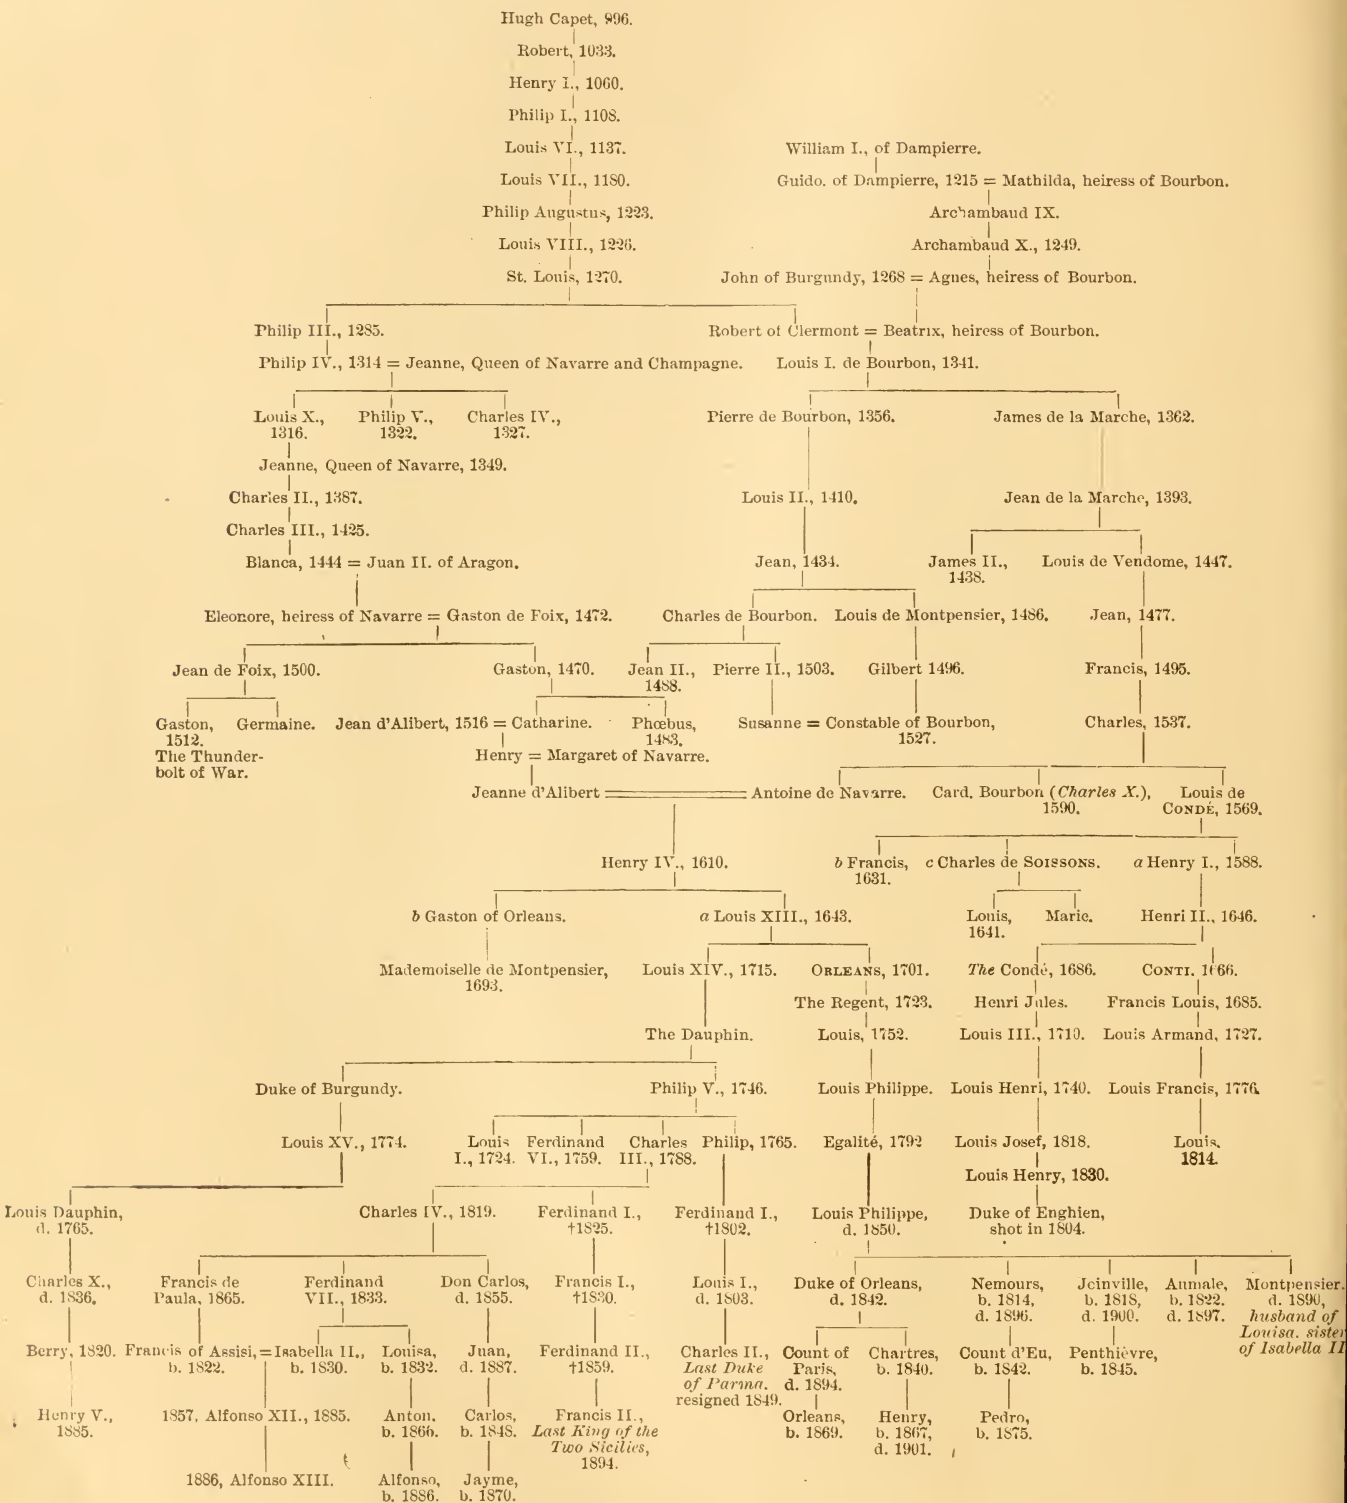 Hugh Capet, 996.
Robert, 1033.
Henry I., 1060.
Philip I., 1108.
Louis VI., 1137. William I., of Dampierre.
Louis VII., 1180. Guido. of Dampierre, 1215 = Mathilda, heiress of Bourbon.
Philip Augustus, 1223. Archambaud IX.
Louis VIII., 1226. Archambaud X., 1249.
St. Louis, 1270. John of Burgundy, 1268 = Agnes, heiress of Bourbon.
Philip III., 1285. Robert of Clermont = Beatrix, heiress of Bourbon.
Philip IV., 1314 = Jeanne, Queen of Navarre and Champagne. Louis I. de Bourbon, 1341.
Louis X., Philip V., Charles IV., Pierre de Bourbon, 1356. James de la Marche, 1362.
1316. 1322. 1327.
Jeanne, Queen of Navarre, 1349.
Charles II., 1387. Louis II., 1410. Jean de la Marche, 1393.
Charles III., 1425.
Blanca, 1444 = Juan II. of Aragon. Jean, 1434. James II., Louis de Vendome, 1447.
1438.
Eleonore, heiress of Navarre = Gaston de Foix, 1472. Charles de Bourbon. Louis de Montpensier, 1486. Jean, 1477.
Jean de Foix, 1500. Gaston, 1470. Jean II., Pierre II., 1503. Gilbert 1496. Francis, 1495.
1488.
Gaston, Germaine. Jean d'Alibert, 1516 = Catharine. Phœbus, Susanne = Constable of Bourbon, Charles, 1537.
1512. 1483. 1527.
The Thunder- Henry = Margaret of Navarre.
bolt of War.
Jeanne d'Alibert = Antoine de Navarre. Card. Bourbon (Charles X.), Louis de
1590. CONDÉ, 1569.
Henry IV., 1610. b Francis, c Charles de SOISSONS. a Henry I., 1588.
1631.
b Gaston of Orleans. a Louis XIII., 1643. Louis, Marie. Henri II., 1646.
1641.
Mademoiselle de Montpensier, Louis XIV., 1715. ORLEANS, 1701. The Condé, 1686. CONTI. 1666.
1693.
The Regent, 1723. Henri Jules. Francis Louis, 1685.
The Dauphin. Louis, 1752. Louis III., 1710. Louis Armand, 1727.
Duke of Burgundy. Philip V., 1746. Louis Philippe. Louis Henri, 1740. Louis Francis, 1776.
Louis XV., 1774. Louis Ferdinand Charles Philip, 1765. Egalité, 1792 Louis Josef, 1818. Louis.
I., 1724. VI., 1759. III., 1788. 1814.
Louis Henry, 1830.
Louis Dauphin, Charles IV., 1819. Ferdinand I., Ferdinand I., Louis Philippe, Duke of Enghien,
d. 1765. †1825. †1802. d. 1850. shot in 1804.
Charles X., Francis de Ferdinand Don Carlos, Francis I., Louis I., Duke of Orleans, Nemours, Joinville, Aumale, Montpensier.
d. 1836. Paula, 1865. VII., 1833. d. 1855. †1830. d. 1803. d. 1842. b. 1814, b. 1818, b. 1822. d. 1890,
d. 1896. d. 1900. d. 1897. husband of
Louisa. sister
of Isabella II
Berry, 1820. Francis of Assisi, = Isabella II., Louisa, Juan, Ferdinand II., Charles II., Count of Chartres, Count d'Eu, Penthiévre,
b. 1822. b. 1830. b. 1832. d. 1887. †1859. Last Duke Paris, b. 1840. b. 1842. b. 1845.
of Parma. d. 1894.
resigned 1849.
Henry V., 1857, Alfonso XII., 1885. Anton. Carlos, Francis II., Orleans, Henry, Pedro,
1885. b. 1866. b. 1848. Last King of the b. 1869. b. 1867, b. 1875.
Two Sicilies, d. 1901.
1894.
1886, Alfonso XIII. Alfonso, Jayme,
b. 1886. b. 1870.